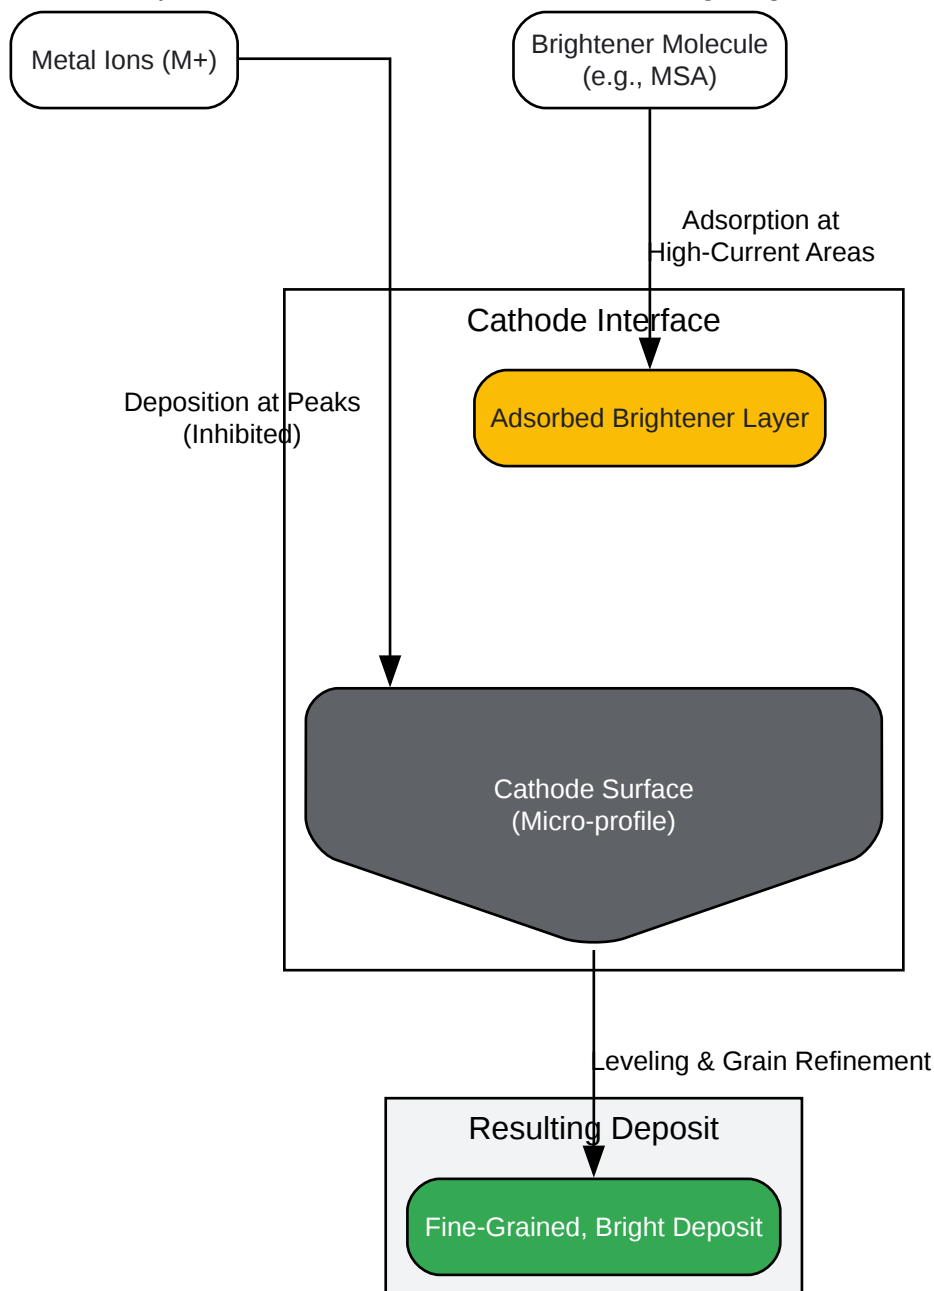 Metal Ions (M+)
Brightener Molecule
(e.g., MSA)
Adsorption at
High-Current Areas
Cathode Interface
Deposition at Peaks
(Inhibited)
Adsorbed Brightener Layer
Cathode Surface
(Micro-profile)
Leveling & Grain Refinement
Resulting Deposit
Fine-Grained, Bright Deposit